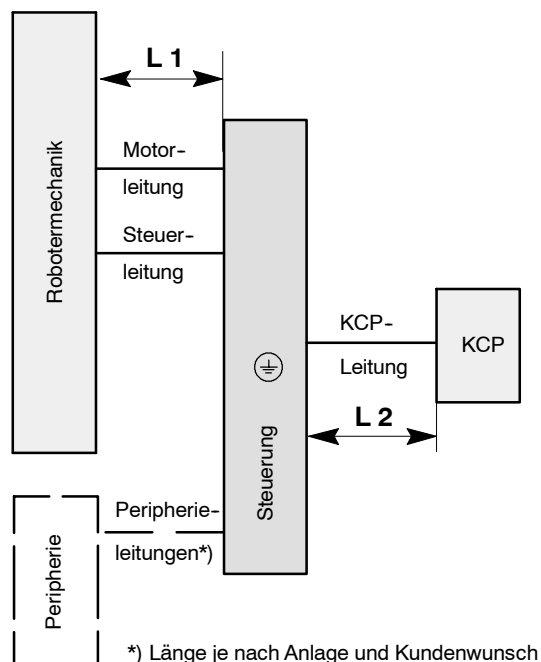 L 1
Robotermechanik
Motor-
leitung
Steuer-
leitung
Steuerung
KCP-
Leitung
KCP
L 2
Peripherie
Peripherie-
leitungen*)
*) Länge je nach Anlage und Kundenwunsch